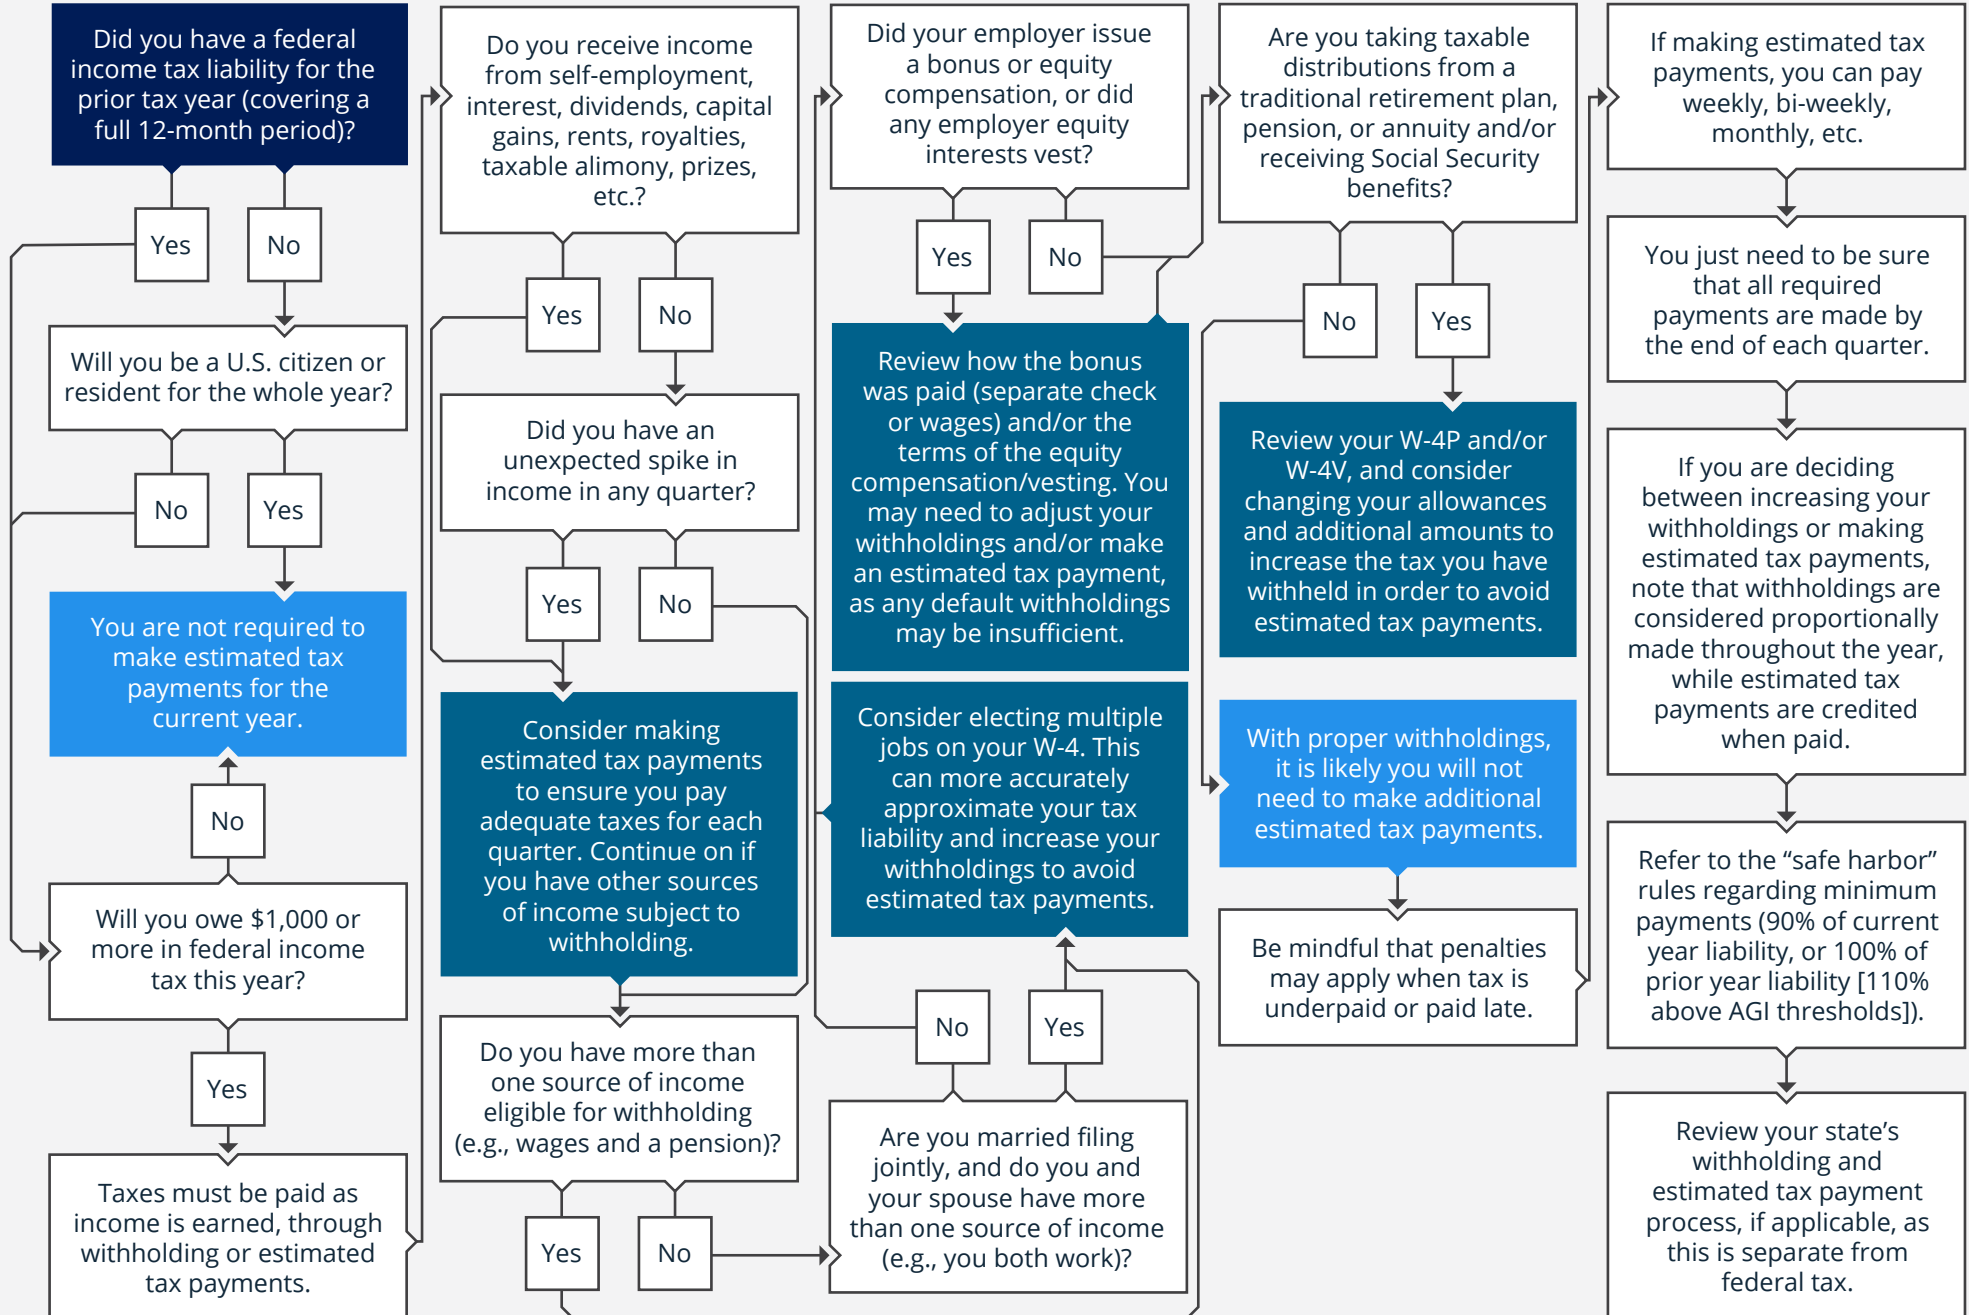 Did you have a federal
income tax liability for the
prior tax year (covering a
full 12-month period)?
Yes
No
Will you be a U.S. citizen or
resident for the whole year?
No
Yes
You are not required to
make estimated tax
payments for the
current year.
No
Will you owe $1,000 or
more in federal income
tax this year?
Yes
Taxes must be paid as
income is earned, through
withholding or estimated
tax payments.
Do you receive income
from self-employment,
interest, dividends, capital
gains, rents, royalties,
taxable alimony, prizes,
etc.?
Yes
No
Did you have an
unexpected spike in
income in any quarter?
Yes
No
Consider making
estimated tax payments
to ensure you pay
adequate taxes for each
quarter. Continue on if
you have other sources
of income subject to
withholding.
Do you have more than
one source of income
eligible for withholding
(e.g., wages and a pension)?
Yes
No
Did your employer issue
a bonus or equity
compensation, or did
any employer equity
interests vest?
Yes
No
Review how the bonus
was paid (separate check
or wages) and/or the
terms of the equity
compensation/vesting. You
may need to adjust your
withholdings and/or make
an estimated tax payment,
as any default withholdings
may be insufficient.
Consider electing multiple
jobs on your W-4. This
can more accurately
approximate your tax
liability and increase your
withholdings to avoid
estimated tax payments.
No
Yes
Are you married filing
jointly, and do you and
your spouse have more
than one source of income
(e.g., you both work)?
Are you taking taxable
distributions from a
traditional retirement plan,
pension, or annuity and/or
receiving Social Security
benefits?
No
Yes
Review your W-4P and/or
W-4V, and consider
changing your allowances
and additional amounts to
increase the tax you have
withheld in order to avoid
estimated tax payments.
With proper withholdings,
it is likely you will not
need to make additional
estimated tax payments.
Be mindful that penalties
may apply when tax is
underpaid or paid late.
If making estimated tax
payments, you can pay
weekly, bi-weekly,
monthly, etc.
You just need to be sure
that all required
payments are made by
the end of each quarter.
If you are deciding
between increasing your
withholdings or making
estimated tax payments,
note that withholdings are
considered proportionally
made throughout the year,
while estimated tax
payments are credited
when paid.
Refer to the “safe harbor”
rules regarding minimum
payments (90% of current
year liability, or 100% of
prior year liability [110%
above AGI thresholds]).
Review your state’s
withholding and
estimated tax payment
process, if applicable, as
this is separate from
federal tax.